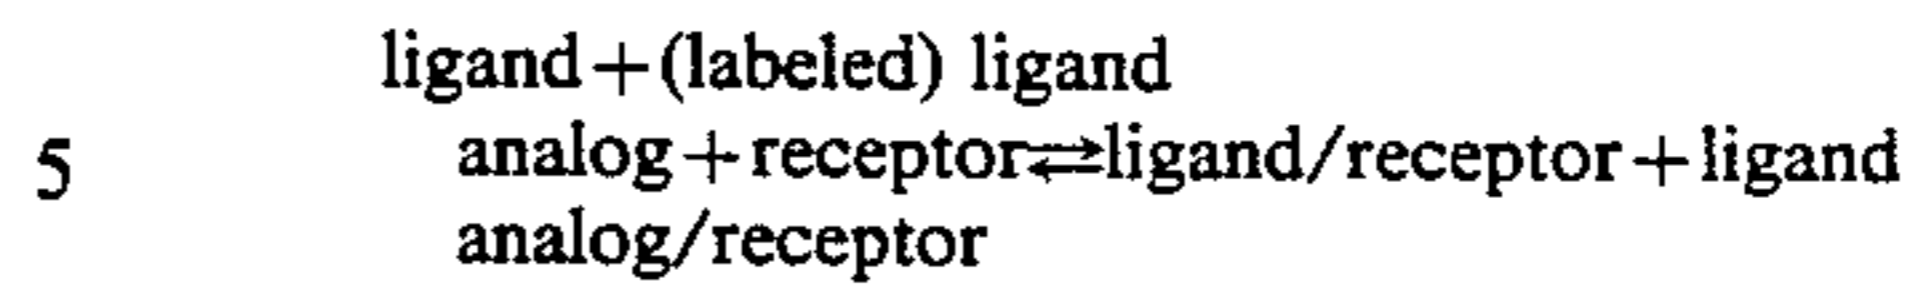 ligand+(labeled) ligand
5 analog+receptor⇌ligand/receptor+ligand
analog/receptor